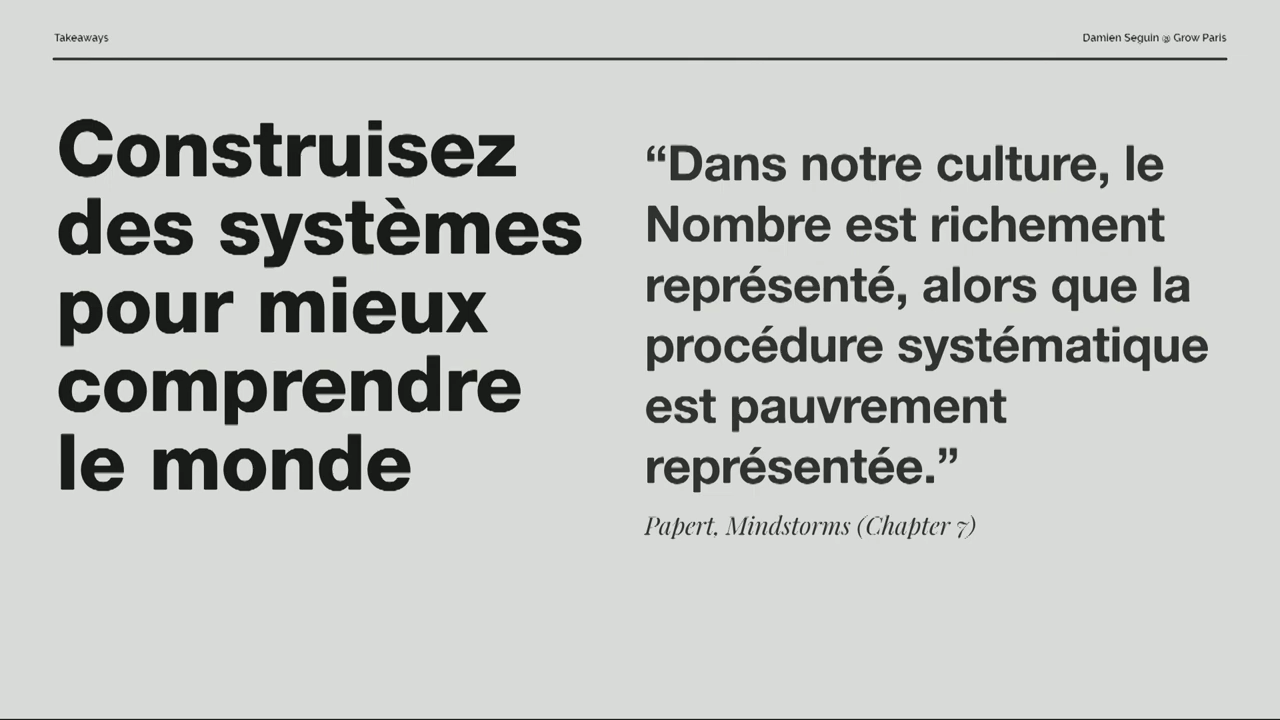 Takeaways
Damien Seguin @ Grow Paris
Construisez
des systèmes
pour mieux
comprendre
le monde
“Dans notre culture, le
Nombre est richement
représenté, alors que la
procédure systématique
est pauvrement
représentée.”
Papert, Mindstorms (Chapter 7)